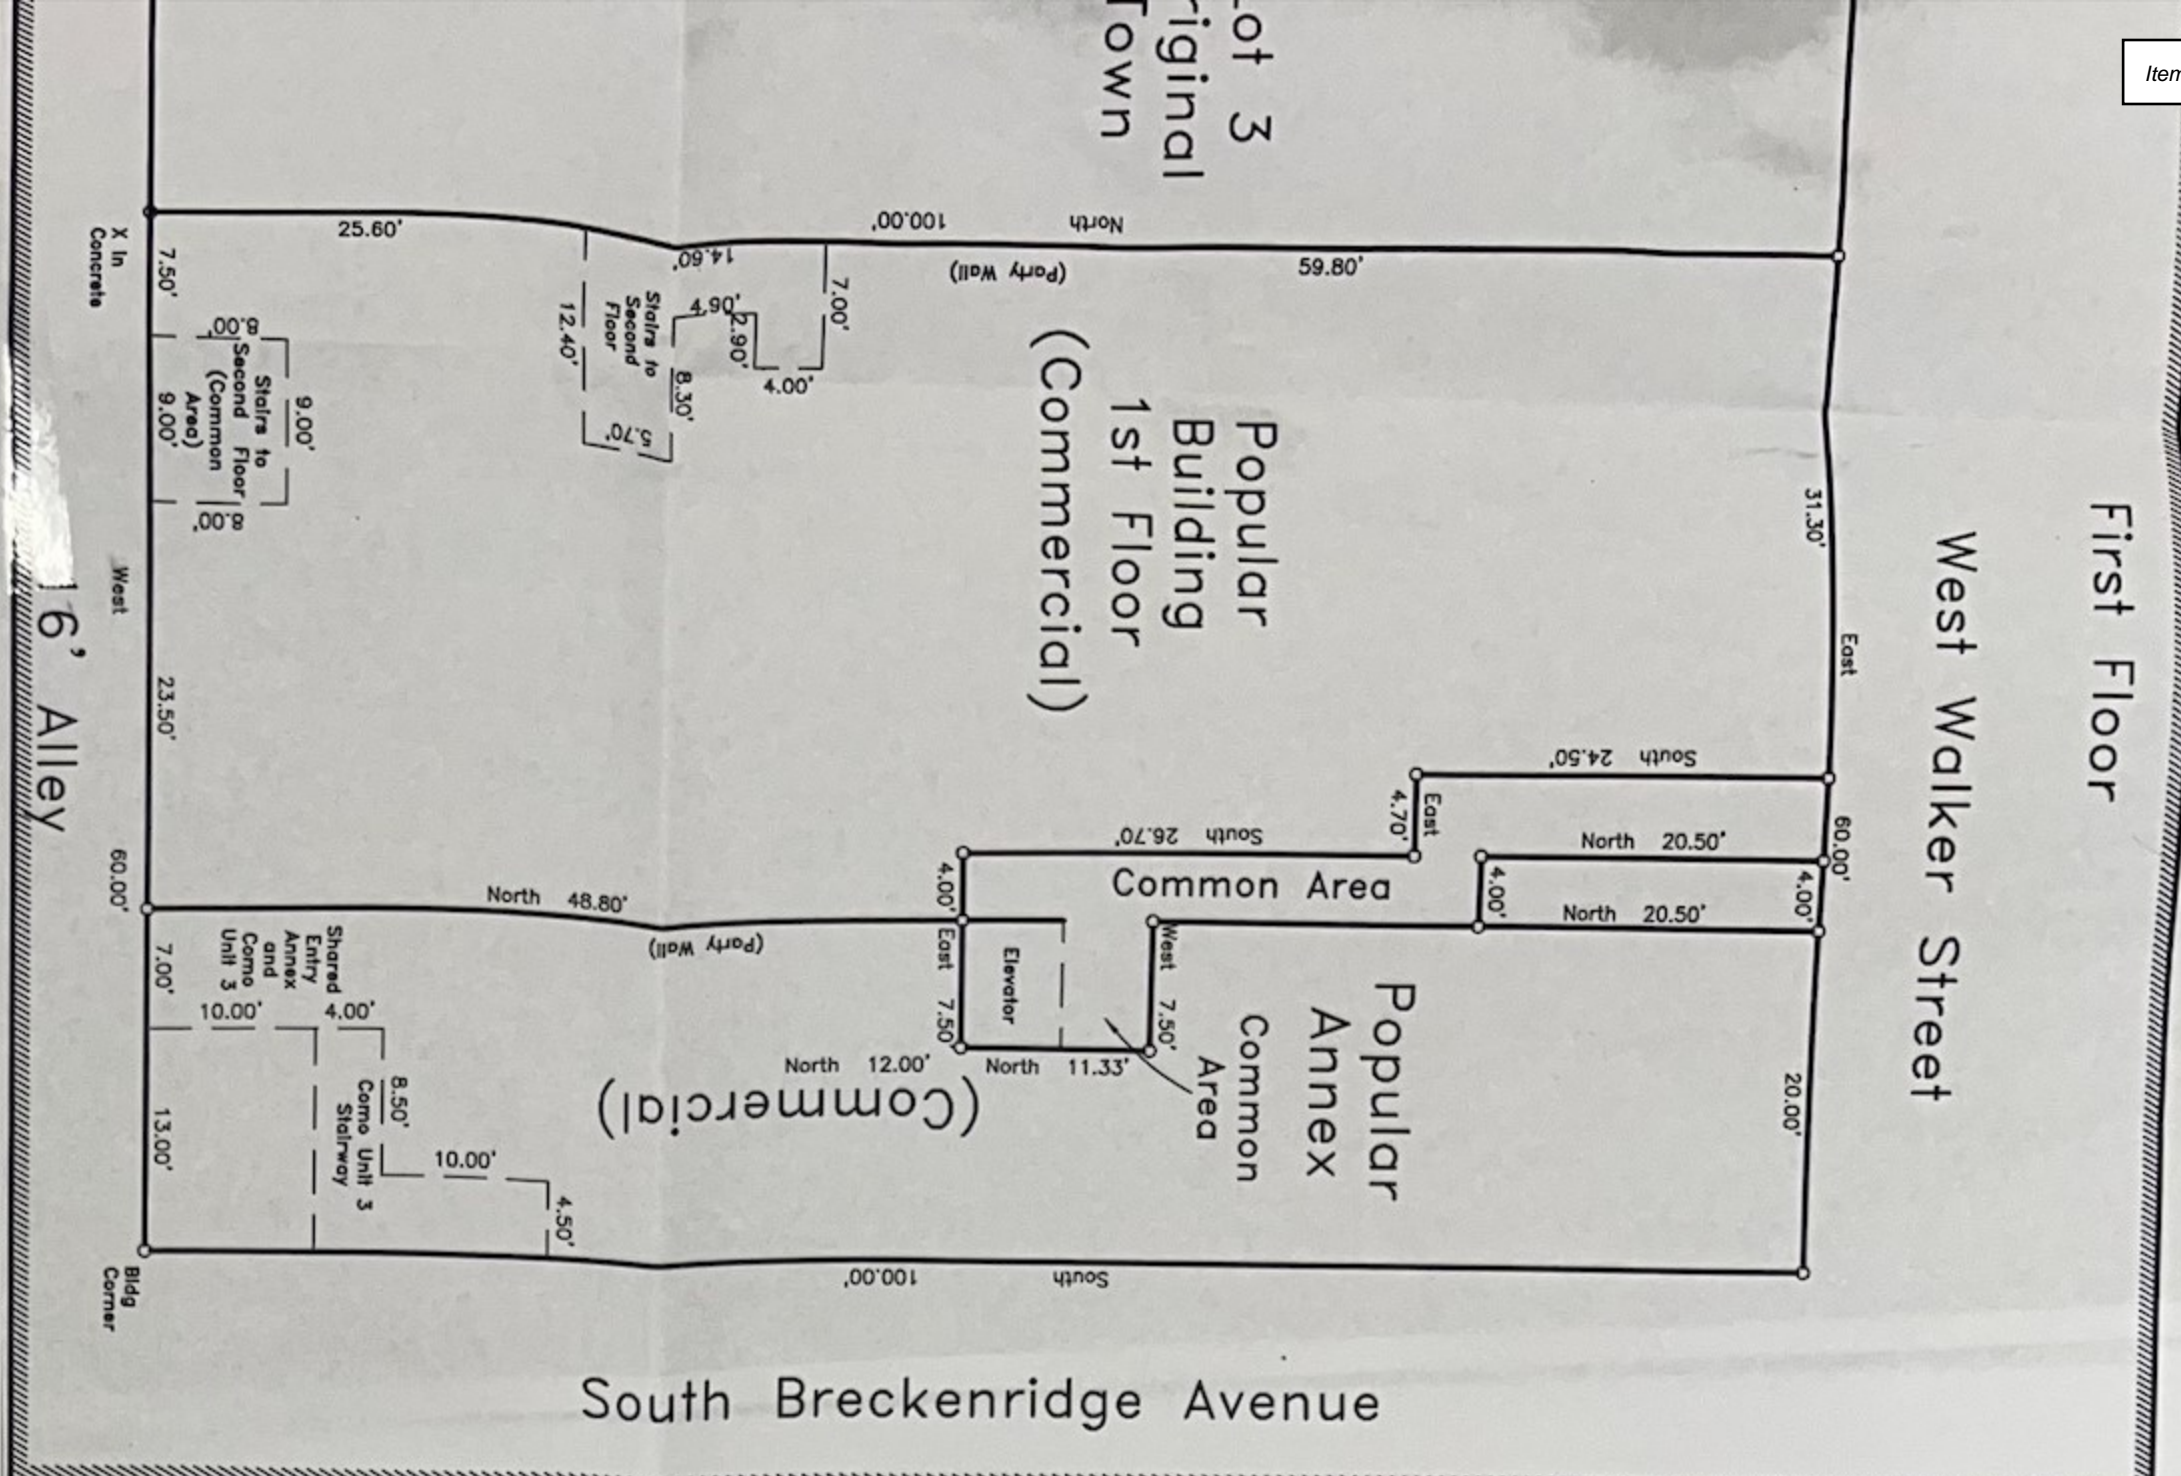 Item
First Floor
West Walker Street
East
31.30'
60.00'
4.00'
20.00'
Lot 3
Original
Town
North 100.00'
(Party Wall)
25.60'
14.60'
59.80'
7.00'
4.00'
2.90'
4.90'
8.30'
5.70'
12.40'
Stairs to
Second
Floor
Popular
Building
1st Floor
(Commercial)
X In
Concrete
7.50'
9.00'
23.50'
West
60.00'
7.00'
13.00'
Bldg
Corner
16' Alley
8.00'
9.00'
8.00'
Stairs to
Second Floor
(Common
Area)
South 24.50'
East
4.70'
South 26.70'
North 20.50'
4.00'
North 20.50'
Common Area
4.00'
North 48.80'
(Party Wall)
East 7.50'
Elevator
West 7.50'
North 12.00'
North 11.33'
Popular
Annex
Common
Area
(Commercial)
Shared
Entry
Annex
and
Como
Unit 3
10.00'
4.00'
8.50'
Como Unit 3
Stairway
10.00'
4.50'
South 100.00'
South Breckenridge Avenue